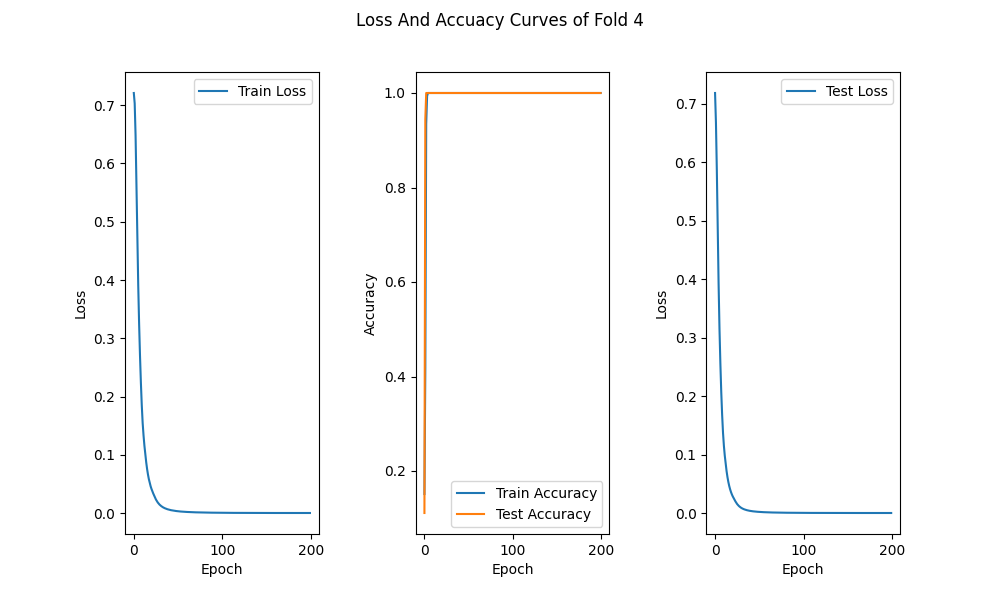 Loss And Accuacy Curves of Fold 4
0.7
0.6
0.5
0.4
0.3
0.2
0.1
0.0
Loss
Train Loss
0 100 200
Epoch
1.0
0.8
0.6
0.4
0.2
Accuracy
Train Accuracy
Test Accuracy
0 100 200
Epoch
0.7
0.6
0.5
0.4
0.3
0.2
0.1
0.0
Loss
Test Loss
0 100 200
Epoch